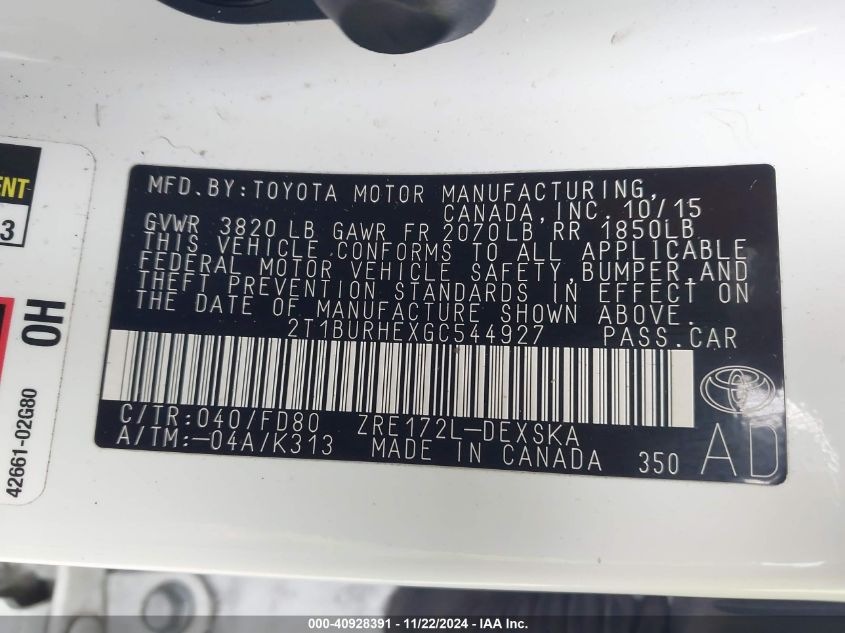 MFD.BY:TOYOTA MOTOR MANUFACTURING,
CANADA,INC. 10/15
GVWR 3820 LB GAWR FR 2070LB RR 1850LB
THIS VEHICLE CONFORMS TO ALL APPLICABLE
FEDERAL MOTOR VEHICLE SAFETY,BUMPER,AND
THEFT PREVENTION STANDARDS IN EFFECT ON
THE DATE OF MANUFACTURE SHOWN ABOVE.
2T1BURHEXGC544927 PASS.CAR
C/TR:040/FD80 ZRE172L-DEXSKA
A/TM:-04A/K313 MADE IN CANADA 350
AD
3
OH
42661-02G80
000-40928391 - 11/22/2024 - IAA Inc.